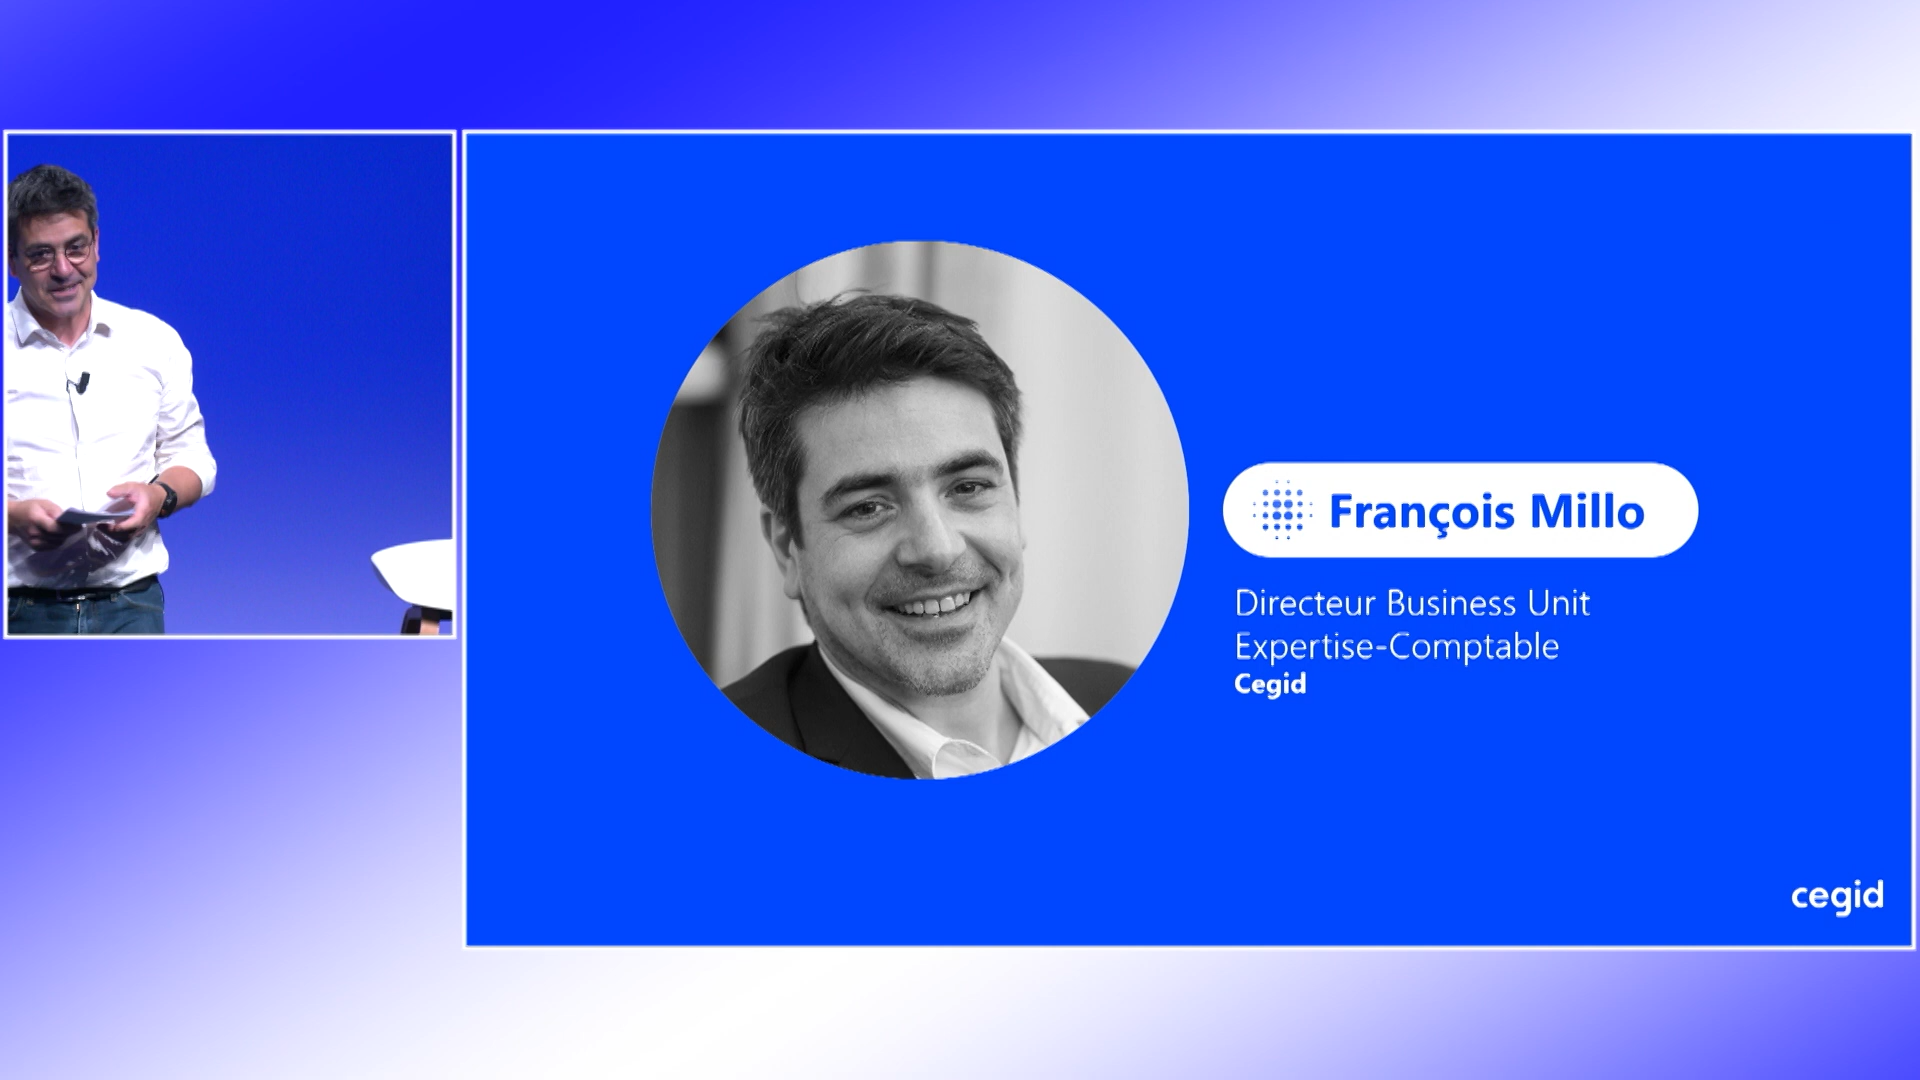 François Millo
Directeur Business Unit
Expertise-Comptable
Cegid
cegid